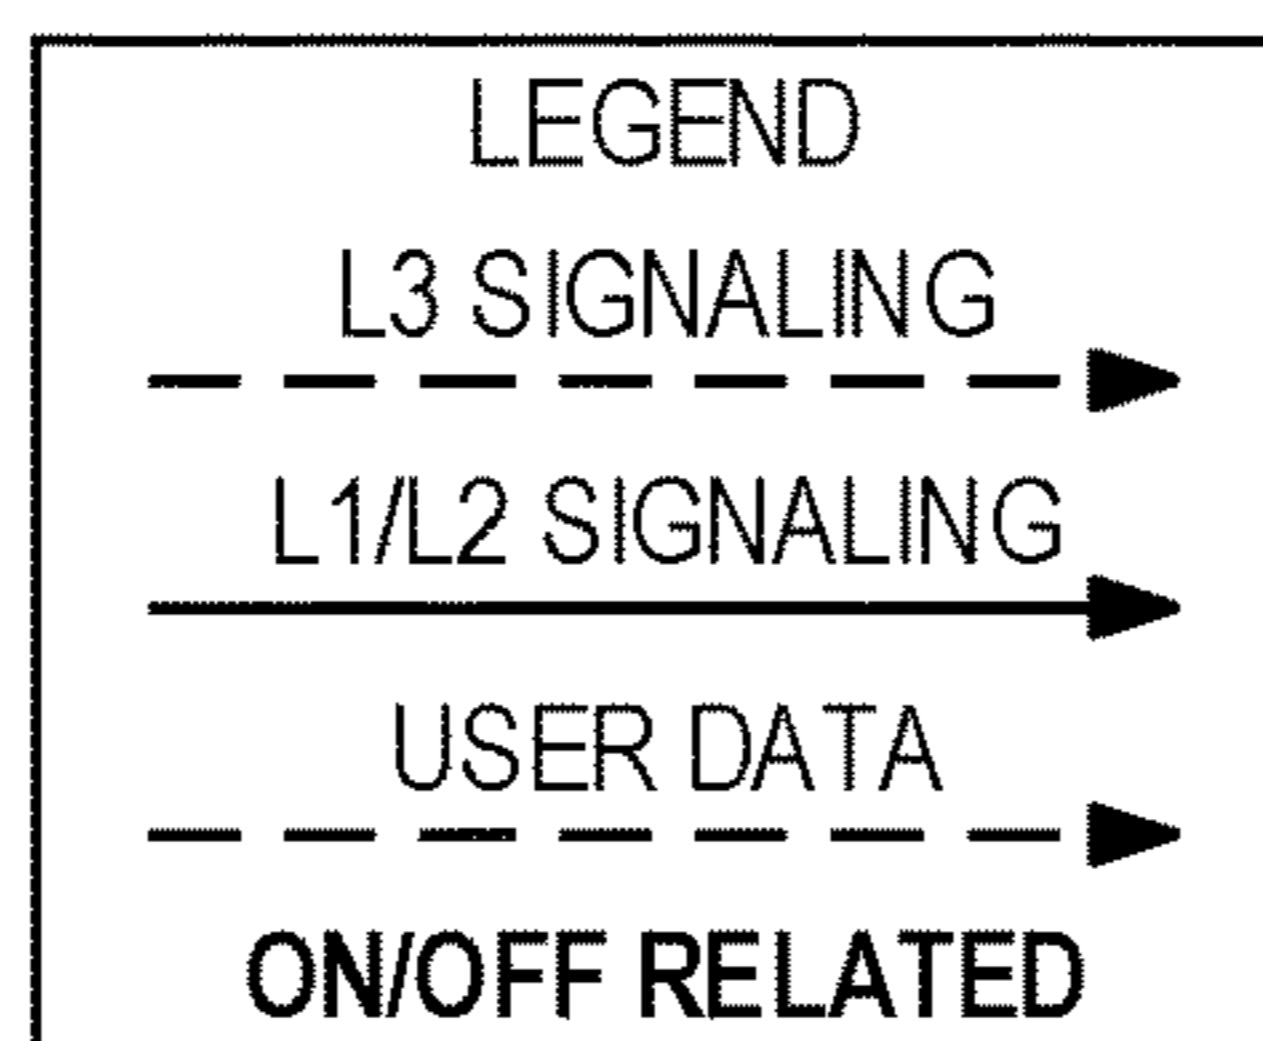 LEGEND
L3 SIGNALING
L1/L2 SIGNALING
USER DATA
ON/OFF RELATED